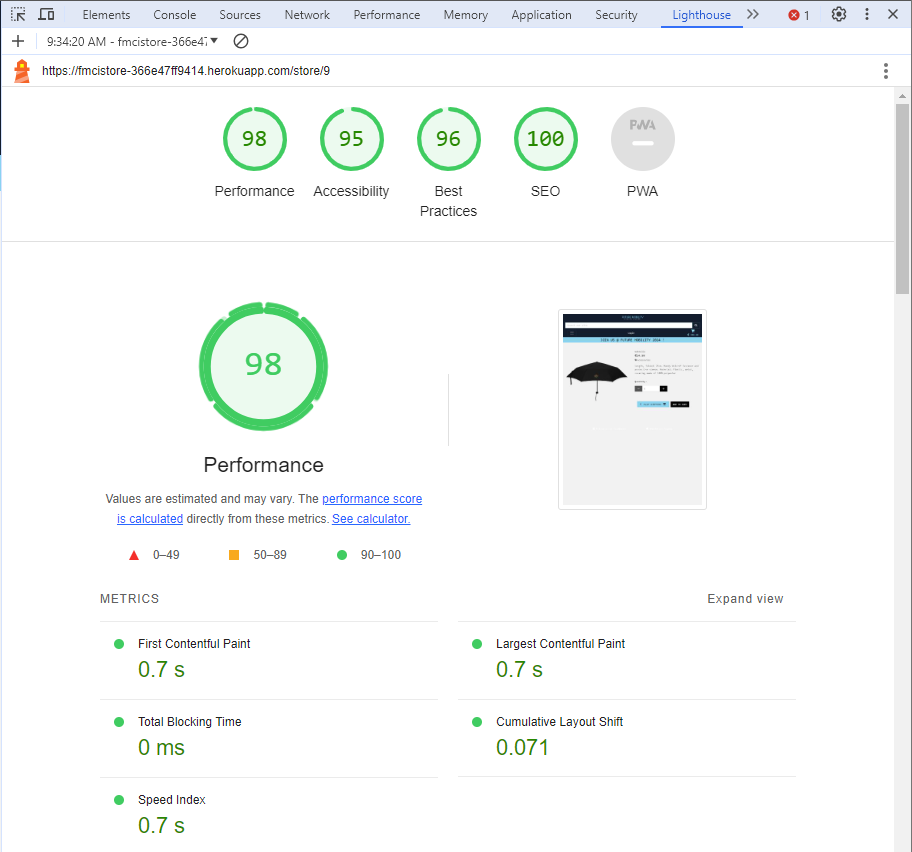 Elements Console Sources Network Performance Memory Application Security Lighthouse 1
9:34:20 AM - fmcistore-366e47
https://fmcistore-366e47ff9414.herokuapp.com/store/9
98 95 96 100 PWA
Performance Accessibility Best SEO PWA
Practices
98
Performance
Values are estimated and may vary. The performance score
is calculated directly from these metrics. See calculator.
0–49 50–89 90–100
METRICS Expand view
First Contentful Paint Largest Contentful Paint
0.7 s 0.7 s
Total Blocking Time Cumulative Layout Shift
0 ms 0.071
Speed Index
0.7 s